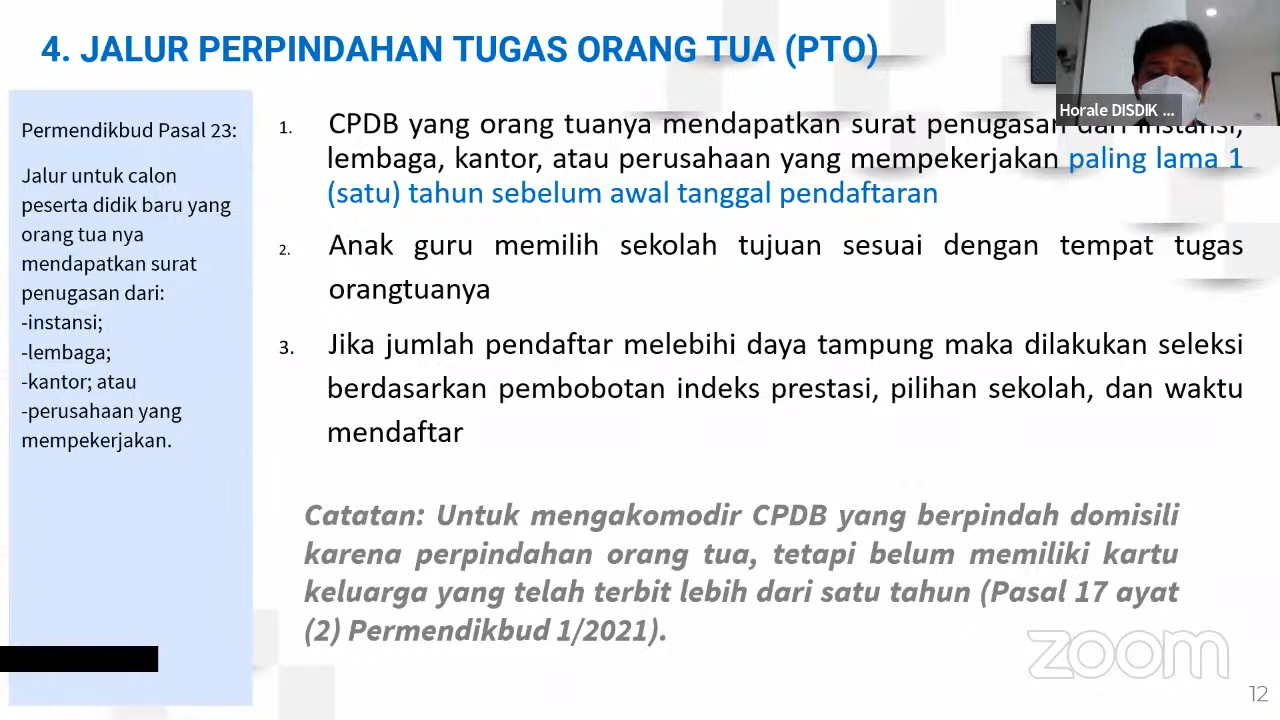 4. JALUR PERPINDAHAN TUGAS ORANG TUA (PTO)
Horale DISDIK ...
Permendikbud Pasal 23:
Jalur untuk calon
peserta didik baru yang
orang tua nya
mendapatkan surat
penugasan dari:
-instansi;
-lembaga;
-kantor; atau
-perusahaan yang
mempekerjakan.
1. CPDB yang orang tuanya mendapatkan surat penugasan dari instansi,
lembaga, kantor, atau perusahaan yang mempekerjakan paling lama 1
(satu) tahun sebelum awal tanggal pendaftaran
2. Anak guru memilih sekolah tujuan sesuai dengan tempat tugas
orangtuanya
3. Jika jumlah pendaftar melebihi daya tampung maka dilakukan seleksi
berdasarkan pembobotan indeks prestasi, pilihan sekolah, dan waktu
mendaftar
Catatan: Untuk mengakomodir CPDB yang berpindah domisili
karena perpindahan orang tua, tetapi belum memiliki kartu
keluarga yang telah terbit lebih dari satu tahun (Pasal 17 ayat
(2) Permendikbud 1/2021).
zoom
12